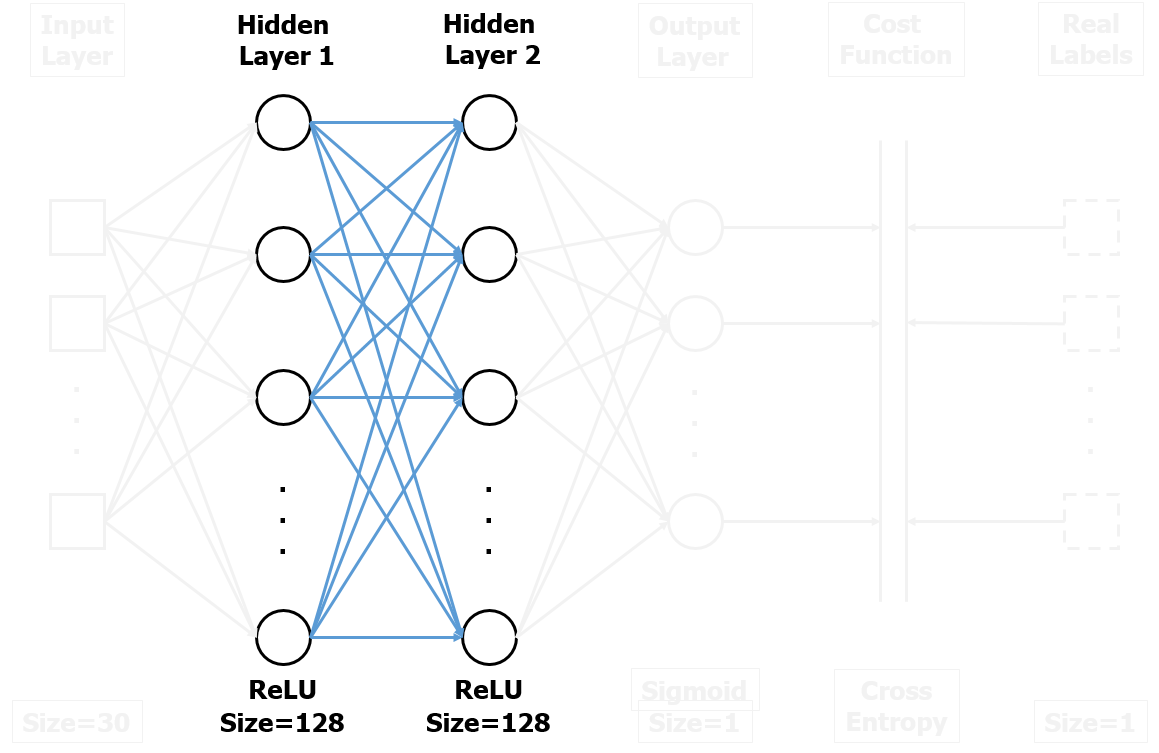 Input
Layer
Hidden
Layer 1
Hidden
Layer 2
Output
Layer
Cost
Function
Real
Labels
Size=30
ReLU
Size=128
ReLU
Size=128
Sigmoid
Size=1
Cross
Entropy
Size=1